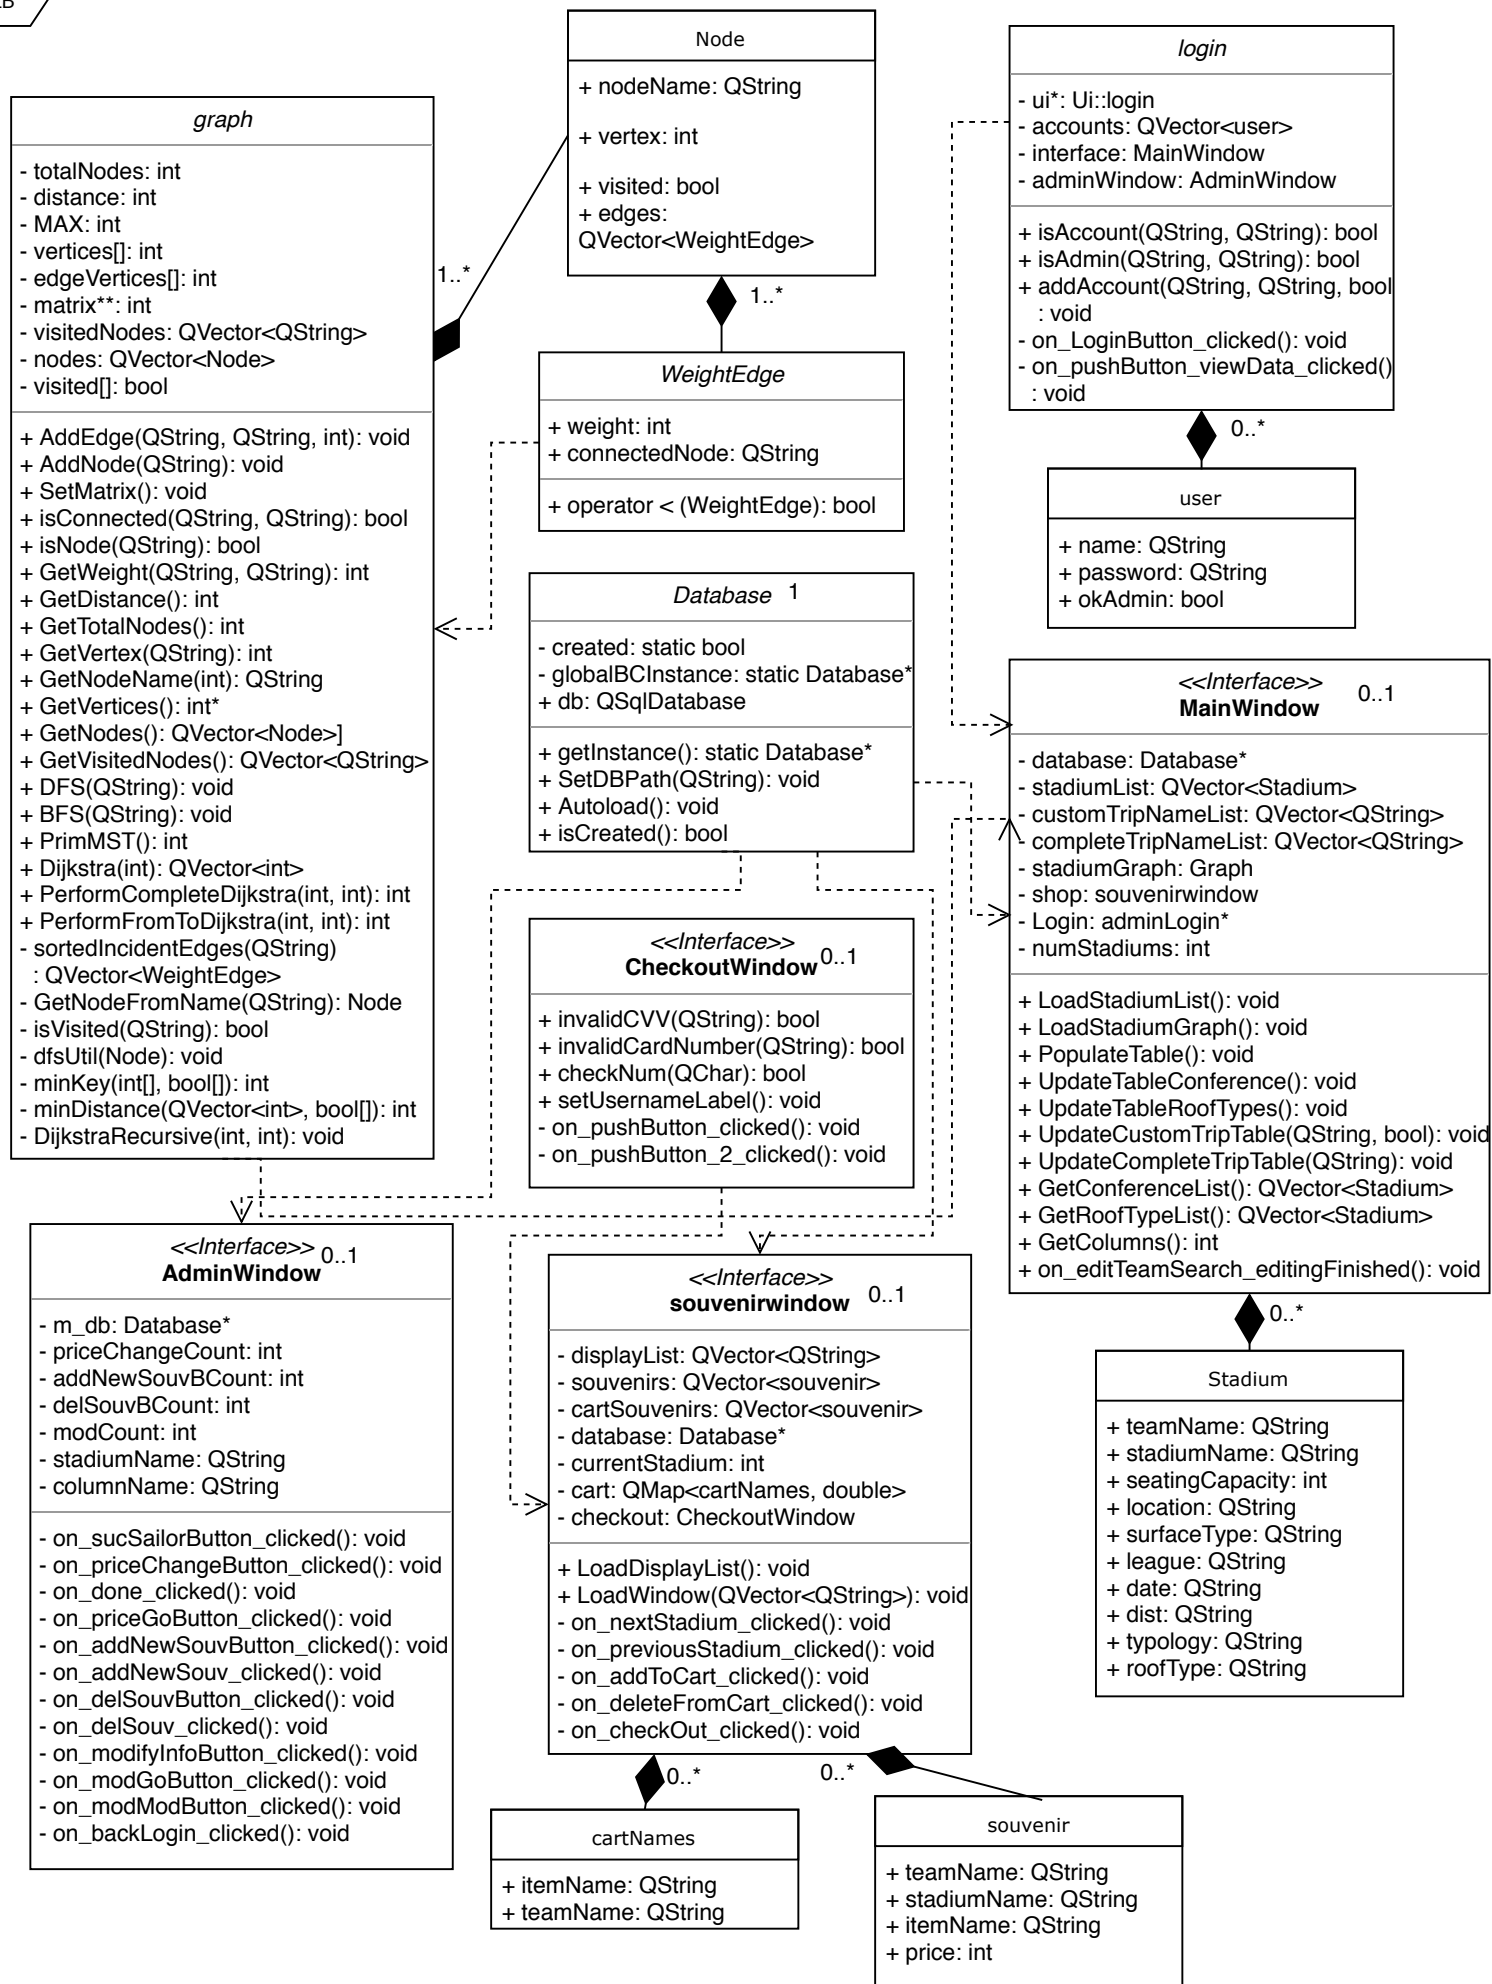 Node
+ nodeName: QString
+ vertex: int
+ visited: bool
+ edges:
QVector<WeightEdge>
1..*
login
- ui*: Ui::login
- accounts: QVector<user>
- interface: MainWindow
- adminWindow: AdminWindow
+ isAccount(QString, QString): bool
+ isAdmin(QString, QString): bool
+ addAccount(QString, QString, bool
: void
- on_LoginButton_clicked(): void
- on_pushButton_viewData_clicked()
: void
0..*
graph
- totalNodes: int
- distance: int
- MAX: int
- vertices[]: int
- edgeVertices[]: int
- matrix**: int
- visitedNodes: QVector<QString>
- nodes: QVector<Node>
- visited[]: bool
+ AddEdge(QString, QString, int): void
+ AddNode(QString): void
+ SetMatrix(): void
+ isConnected(QString, QString): bool
+ isNode(QString): bool
+ GetWeight(QString, QString): int
+ GetDistance(): int
+ GetTotalNodes(): int
+ GetVertex(QString): int
+ GetNodeName(int): QString
+ GetVertices(): int*
+ GetNodes(): QVector<Node>]
+ GetVisitedNodes(): QVector<QString>
+ DFS(QString): void
+ BFS(QString): void
+ PrimMST(): int
+ Dijkstra(int): QVector<int>
+ PerformCompleteDijkstra(int, int): int
+ PerformFromToDijkstra(int, int): int
- sortedIncidentEdges(QString)
: QVector<WeightEdge>
- GetNodeFromName(QString): Node
- isVisited(QString): bool
- dfsUtil(Node): void
- minKey(int[], bool[]): int
- minDistance(QVector<int>, bool[]): int
- DijkstraRecursive(int, int): void
1..*
WeightEdge
+ weight: int
+ connectedNode: QString
+ operator < (WeightEdge): bool
user
+ name: QString
+ password: QString
+ okAdmin: bool
Database 1
- created: static bool
- globalBCInstance: static Database*
+ db: QSqlDatabase
+ getInstance(): static Database*
+ SetDBPath(QString): void
+ Autoload(): void
+ isCreated(): bool
<<Interface>>
MainWindow
0..1
- database: Database*
- stadiumList: QVector<Stadium>
- customTripNameList: QVector<QString>
- completeTripNameList: QVector<QString>
- stadiumGraph: Graph
- shop: souvenirwindow
- Login: adminLogin*
- numStadiums: int
+ LoadStadiumList(): void
+ LoadStadiumGraph(): void
+ PopulateTable(): void
+ UpdateTableConference(): void
+ UpdateTableRoofTypes(): void
+ UpdateCustomTripTable(QString, bool): void
+ UpdateCompleteTripTable(QString): void
+ GetConferenceList(): QVector<Stadium>
+ GetRoofTypeList(): QVector<Stadium>
+ GetColumns(): int
+ on_editTeamSearch_editingFinished(): void
0..*
<<Interface>>
CheckoutWindow
0..1
+ invalidCVV(QString): bool
+ invalidCardNumber(QString): bool
+ checkNum(QChar): bool
+ setUsernameLabel(): void
- on_pushButton_clicked(): void
- on_pushButton_2_clicked(): void
<<Interface>>
AdminWindow
0..1
- m_db: Database*
- priceChangeCount: int
- addNewSouvBCount: int
- delSouvBCount: int
- modCount: int
- stadiumName: QString
- columnName: QString
- on_sucSailorButton_clicked(): void
- on_priceChangeButton_clicked(): void
- on_done_clicked(): void
- on_priceGoButton_clicked(): void
- on_addNewSouvButton_clicked(): void
- on_addNewSouv_clicked(): void
- on_delSouvButton_clicked(): void
- on_delSouv_clicked(): void
- on_modifyInfoButton_clicked(): void
- on_modGoButton_clicked(): void
- on_modModButton_clicked(): void
- on_backLogin_clicked(): void
<<Interface>>
souvenirwindow
0..1
- displayList: QVector<QString>
- souvenirs: QVector<souvenir>
- cartSouvenirs: QVector<souvenir>
- database: Database*
- currentStadium: int
- cart: QMap<cartNames, double>
- checkout: CheckoutWindow
+ LoadDisplayList(): void
+ LoadWindow(QVector<QString>): void
- on_nextStadium_clicked(): void
- on_previousStadium_clicked(): void
- on_addToCart_clicked(): void
- on_deleteFromCart_clicked(): void
- on_checkOut_clicked(): void
0..*
0..*
Stadium
+ teamName: QString
+ stadiumName: QString
+ seatingCapacity: int
+ location: QString
+ surfaceType: QString
+ league: QString
+ date: QString
+ dist: QString
+ typology: QString
+ roofType: QString
cartNames
+ itemName: QString
+ teamName: QString
souvenir
+ teamName: QString
+ stadiumName: QString
+ itemName: QString
+ price: int